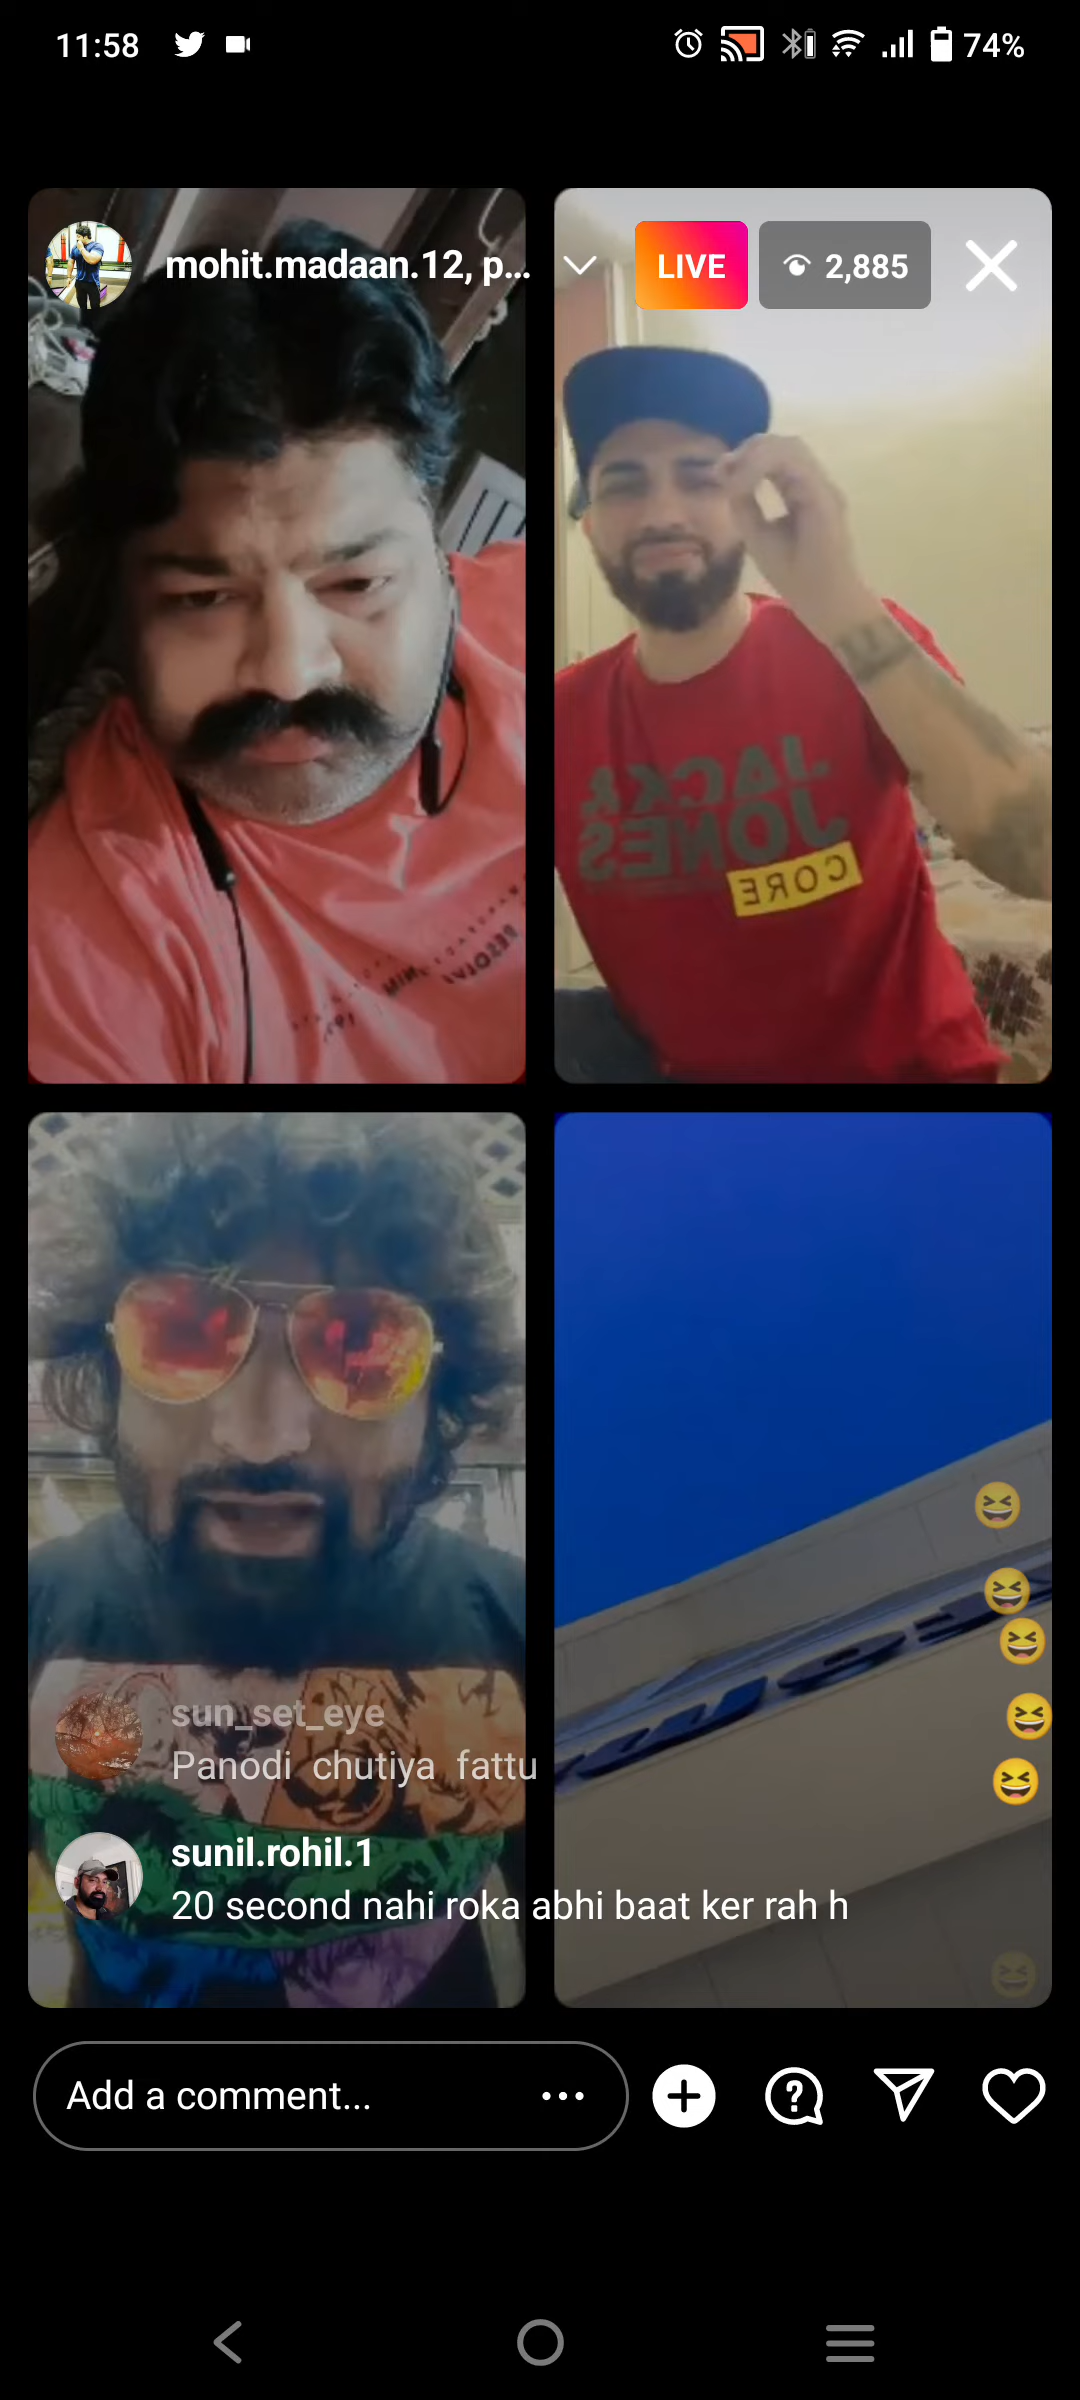 11:58
74%
mohit.madaan.12, p...
LIVE
2,885
JACK &
JONES
CORE
sun_set_eye
Panodi chutiya fattu
sunil.rohil.1
20 second nahi roka abhi baat ker rah h
Add a comment...